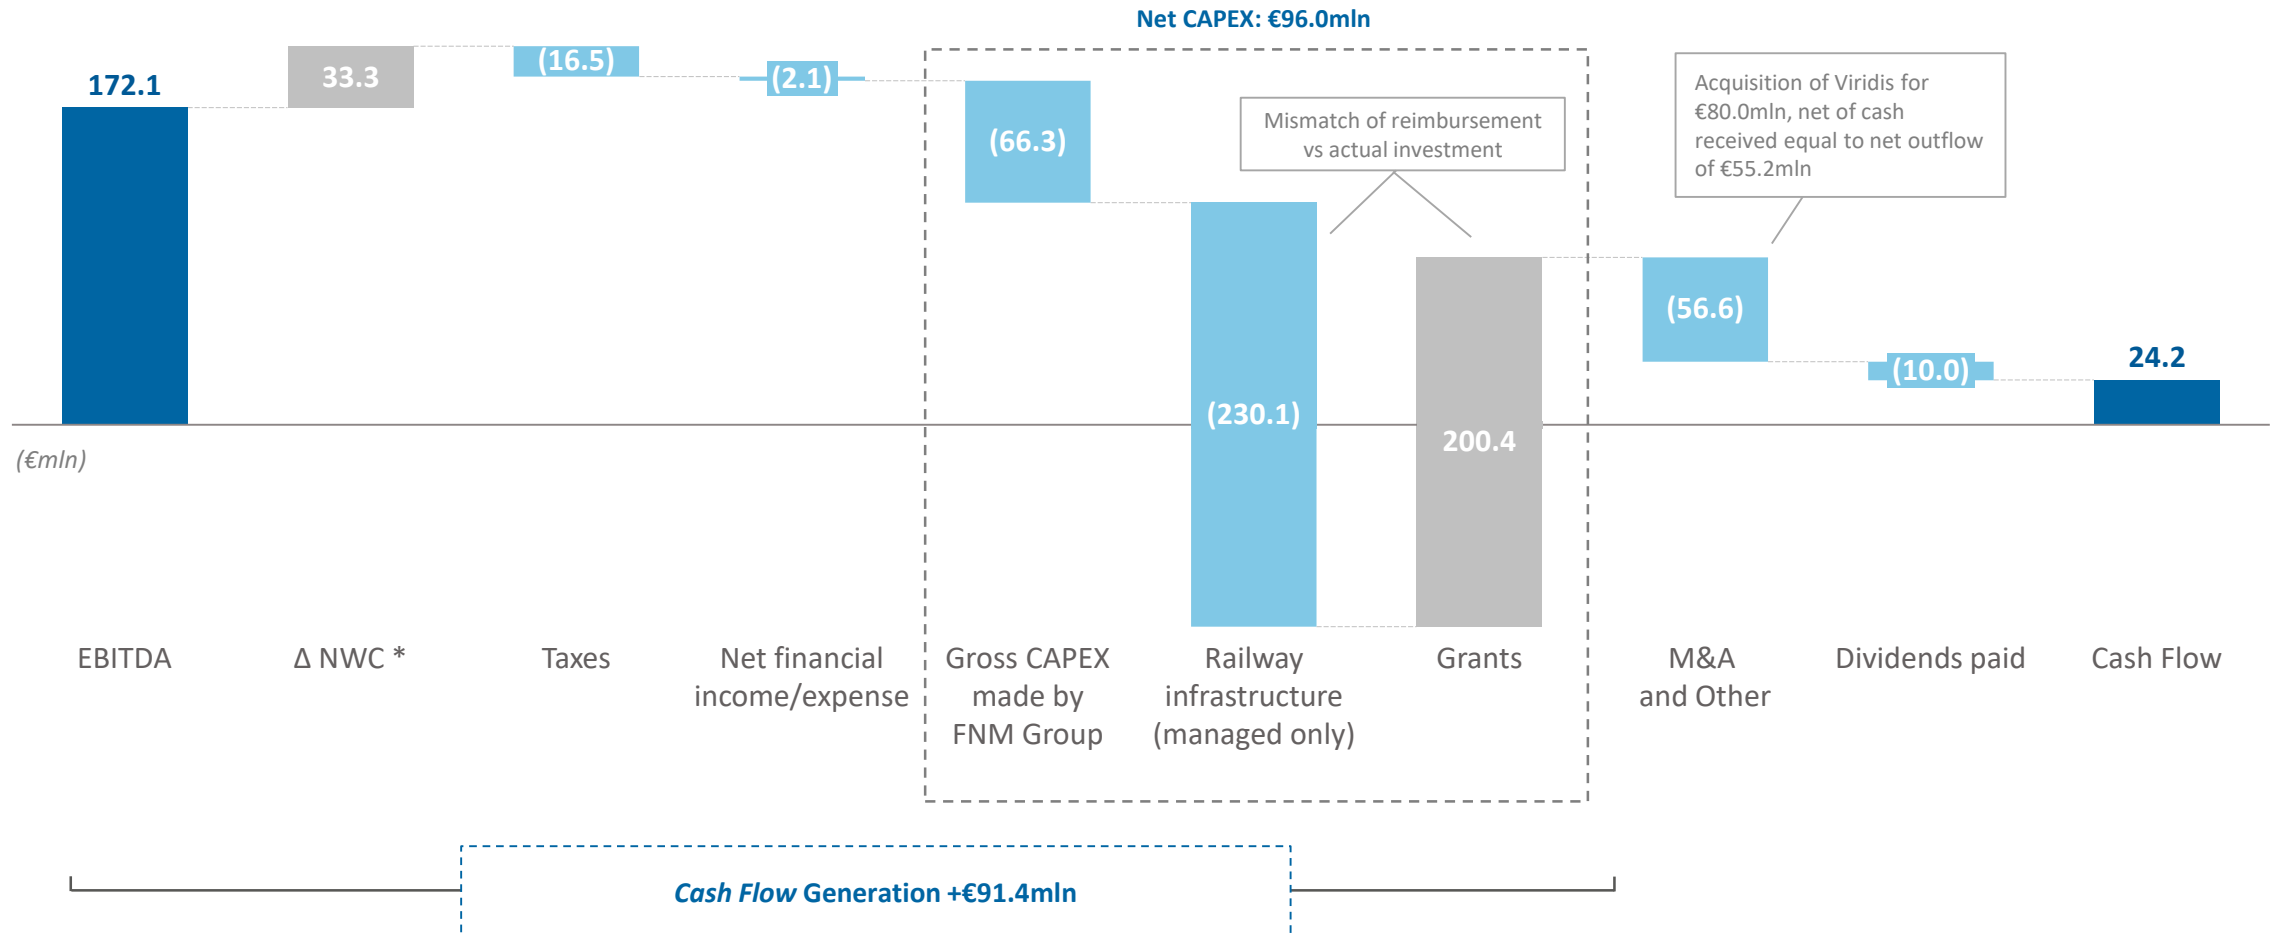 Net CAPEX: €96.0mln
172.1
33.3
(16.5)
(2.1)
(66.3)
(230.1)
200.4
(56.6)
(10.0)
24.2
Mismatch of reimbursement
vs actual investment
Acquisition of Viridis for
€80.0mln, net of cash
received equal to net outflow
of €55.2mln
(€mln)
EBITDA
Δ NWC *
Taxes
Net financial
income/expense
Gross CAPEX
made by
FNM Group
Railway
infrastructure
(managed only)
Grants
M&A
and Other
Dividends paid
Cash Flow
Cash Flow Generation +€91.4mln